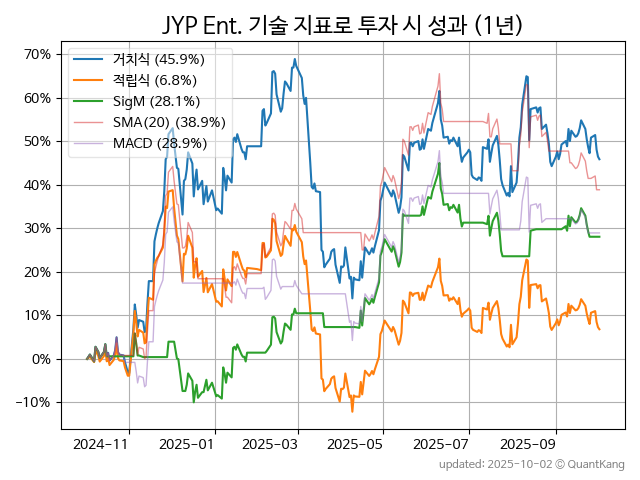 JYP Ent. 기술 지표로 투자 시 성과 (1년)
70%
60%
50%
40%
30%
20%
10%
0%
−10%
거치식 (45.9%)
적립식 (6.8%)
SigM (28.1%)
SMA(20) (38.9%)
MACD (28.9%)
2024-11
2025-01
2025-03
2025-05
2025-07
2025-09
updated: 2025-10-02 ⓒ QuantKang